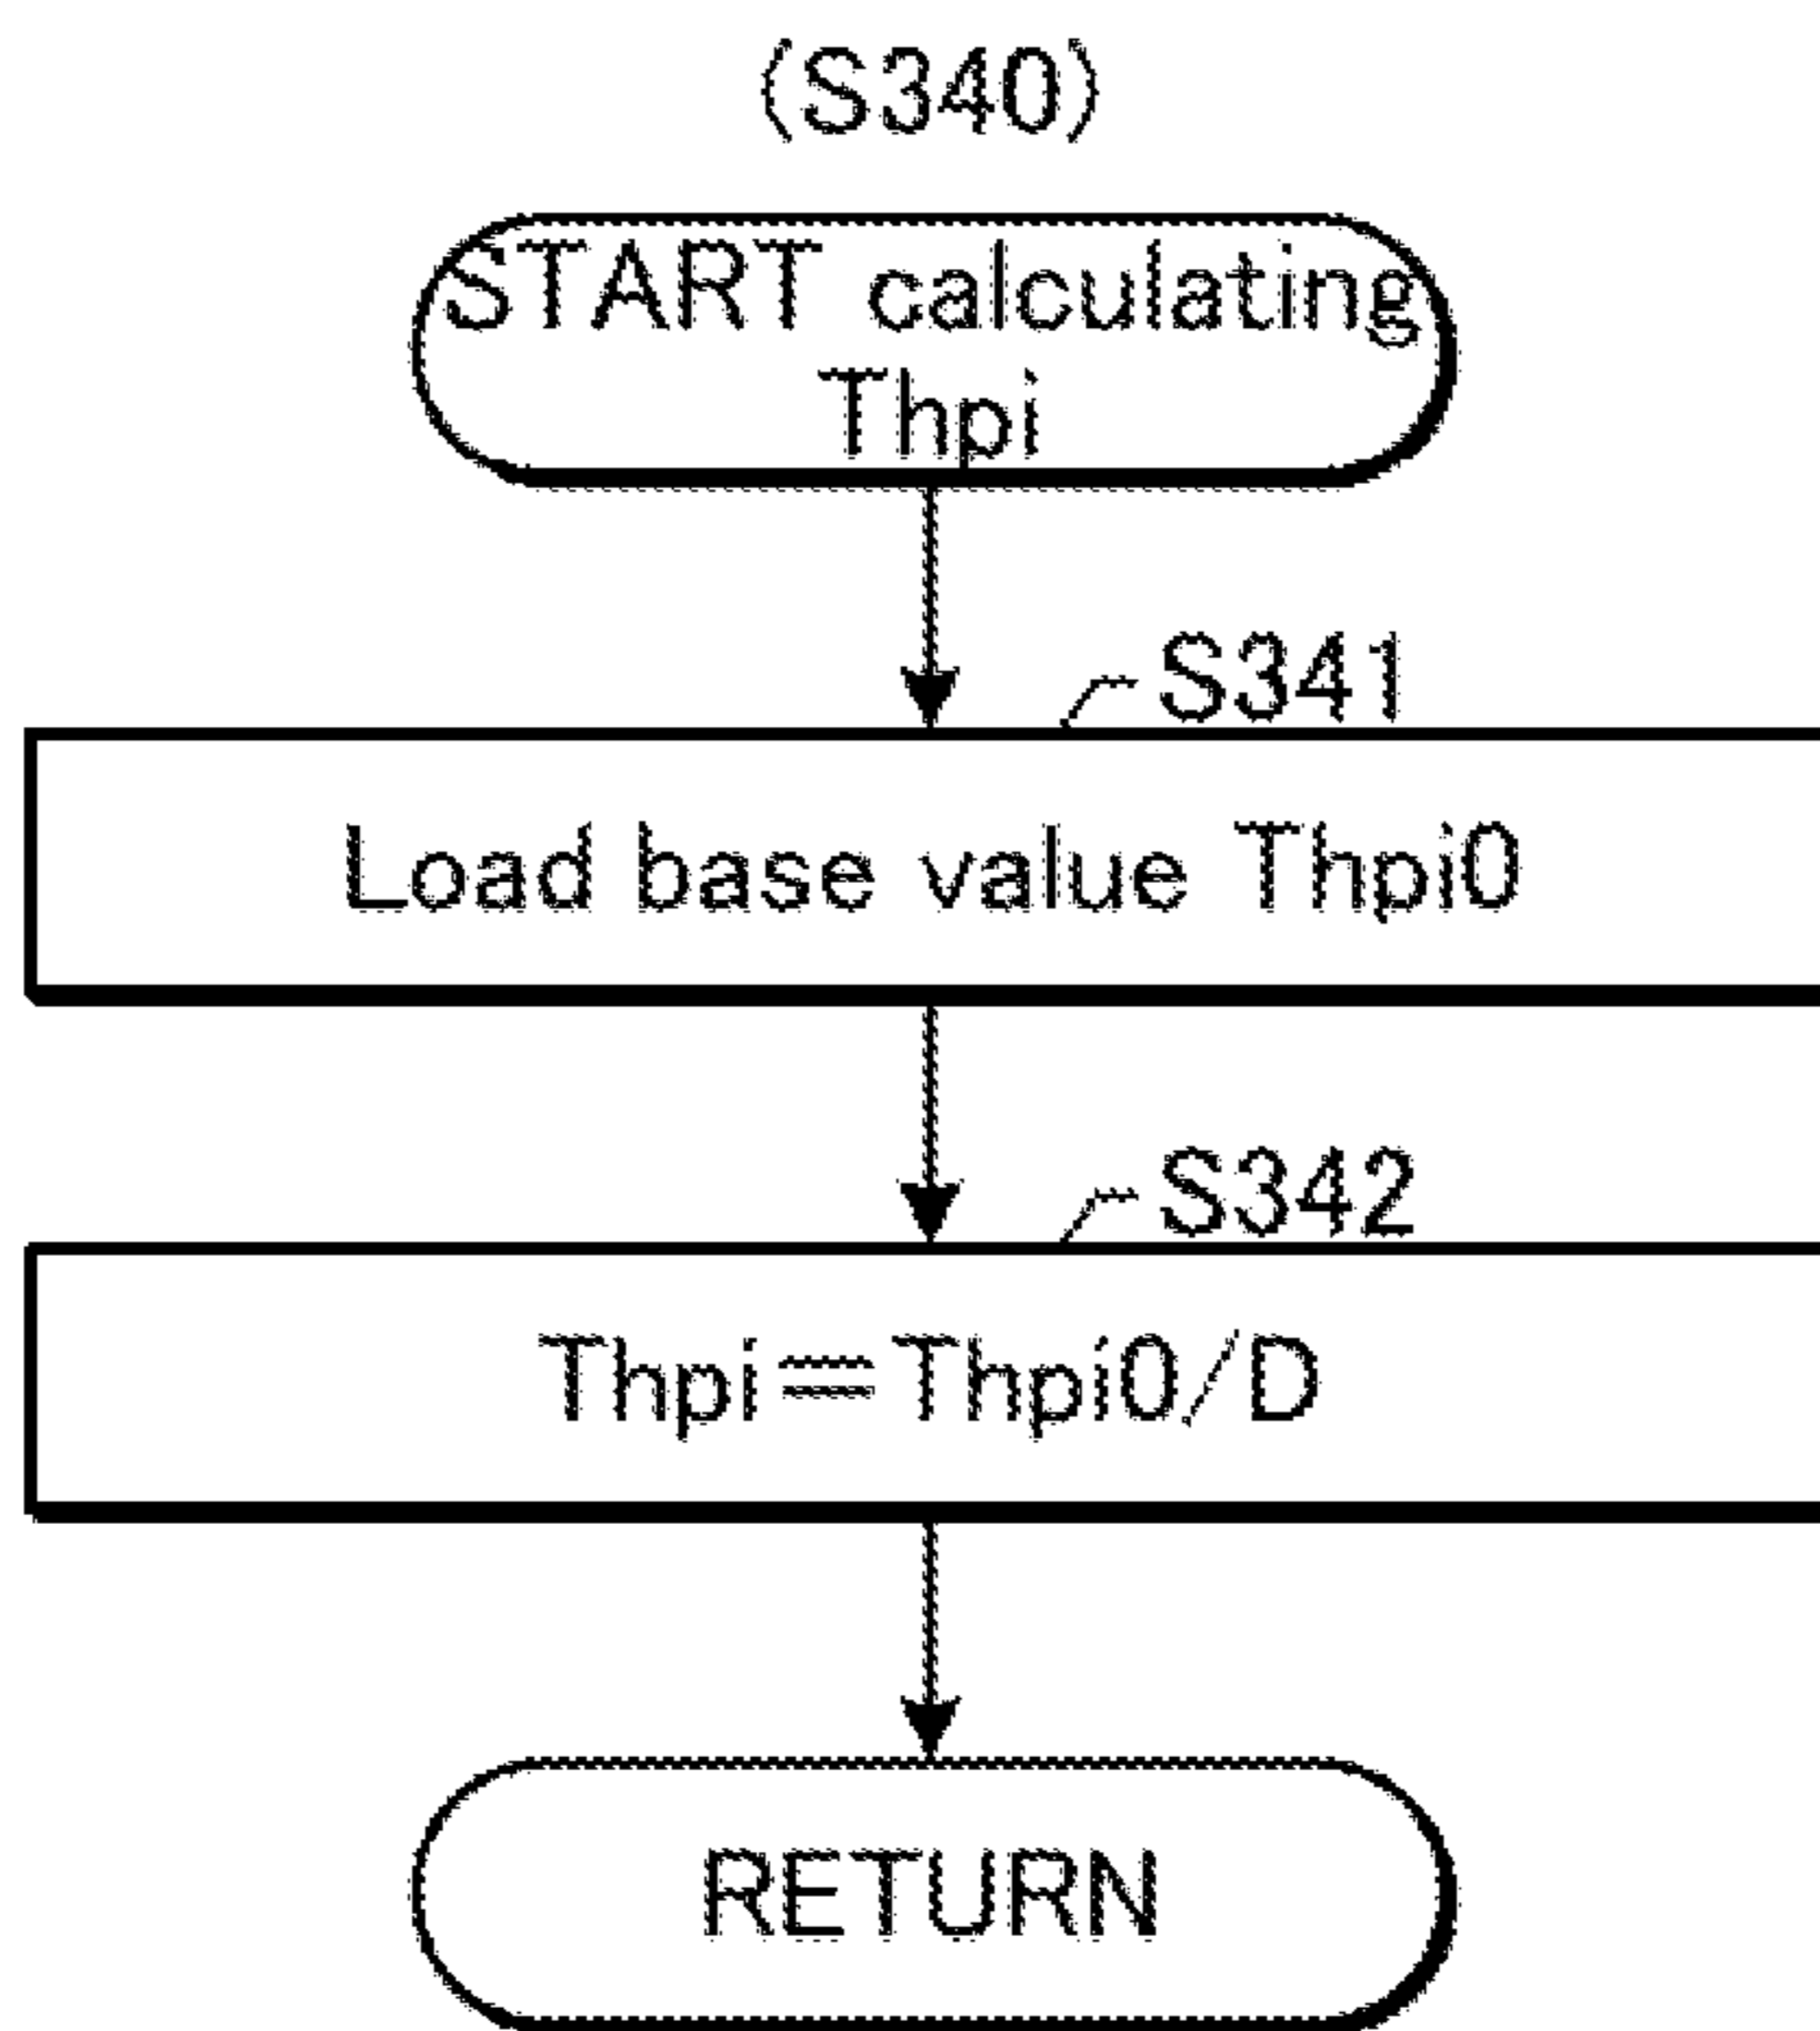 (S340)
START calculating
Thpi
S341
Load base value Thpi0
S342
Thpi=Thpi0/D
RETURN